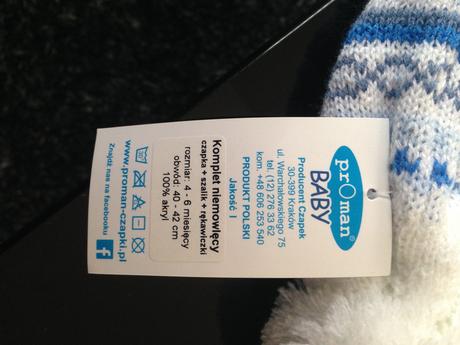 proman®
BABY
Producent Czapek
30-399 Kraków
ul. Warchałowskiego 75
tel. (12) 276 33 62
kom. +48 606 253 540
PRODUKT POLSKI
Jakość I
Komplet niemowlęcy
czapka + szalik + rękawiczki
rozmiar: 4 - 6 miesięcy
obwód: 40 - 42 cm
100% akryl
www.proman-czapki.pl
Znajdź nas na facebooku
f